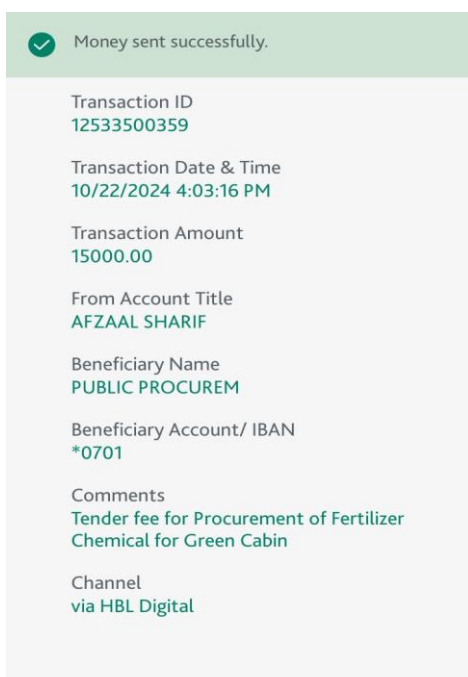 Money sent successfully.
Transaction ID
12533500359
Transaction Date & Time
10/22/2024 4:03:16 PM
Transaction Amount
15000.00
From Account Title
AFZAAL SHARIF
Beneficiary Name
PUBLIC PROCUREM
Beneficiary Account/ IBAN
*0701
Comments
Tender fee for Procurement of Fertilizer
Chemical for Green Cabin
Channel
via HBL Digital